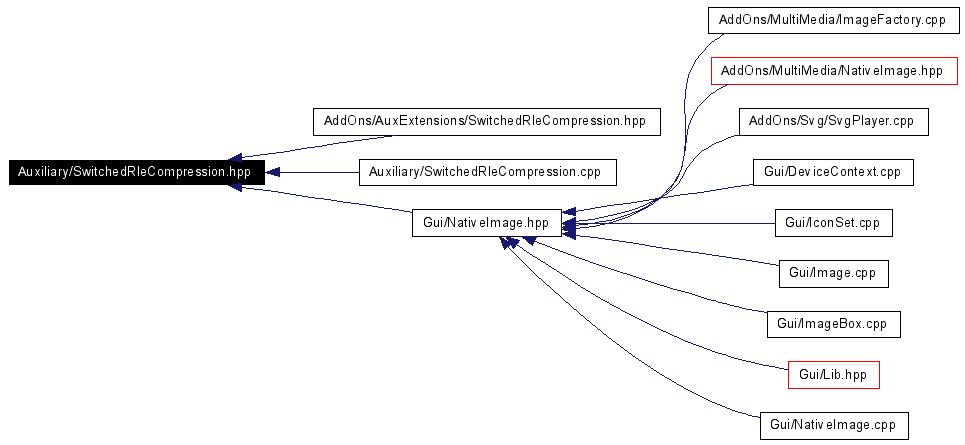 AddOns/MultiMedia/ImageFactory.cpp
AddOns/MultiMedia/NativeImage.hpp
AddOns/AuxExtensions/SwitchedRleCompression.hpp
AddOns/Svg/SvgPlayer.cpp
Auxiliary/SwitchedRleCompression.hpp
Auxiliary/SwitchedRleCompression.cpp
Gui/DeviceContext.cpp
Gui/NativeImage.hpp
Gui/IconSet.cpp
Gui/Image.cpp
Gui/ImageBox.cpp
Gui/Lib.hpp
Gui/NativeImage.cpp